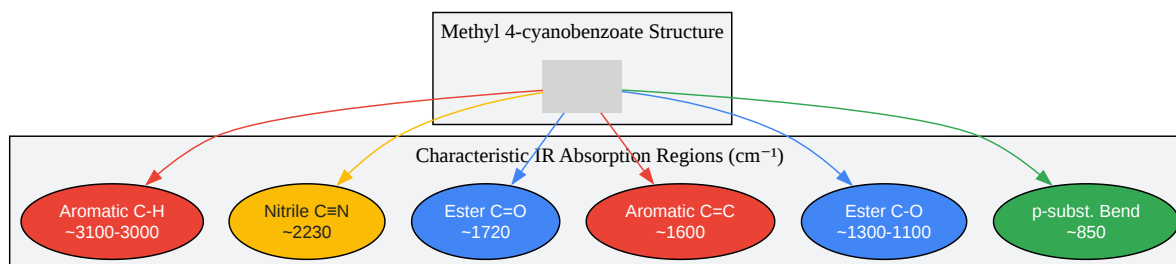 Methyl 4-cyanobenzoate Structure
Characteristic IR Absorption Regions (cm⁻¹)
Aromatic C-H
~3100-3000
Nitrile C≡N
~2230
Ester C=O
~1720
Aromatic C=C
~1600
Ester C-O
~1300-1100
p-subst. Bend
~850